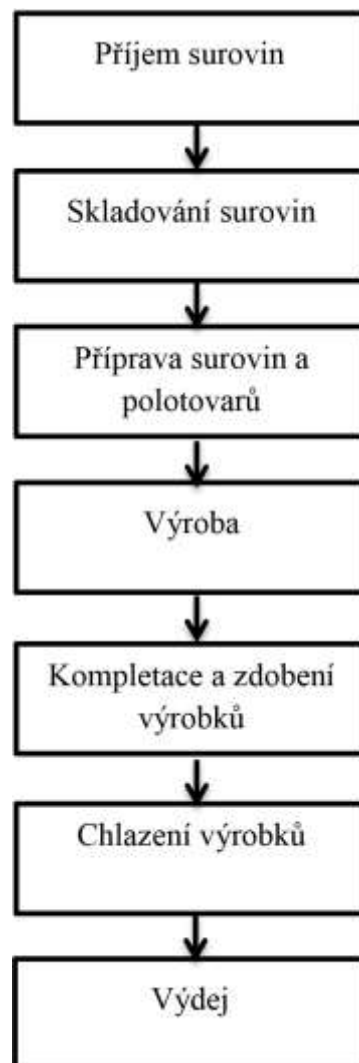 Příjem surovin
Skladování surovin
Příprava surovin a
polotovarů
Výroba
Kompletace a zdobení
výrobků
Chlazení výrobků
Výdej